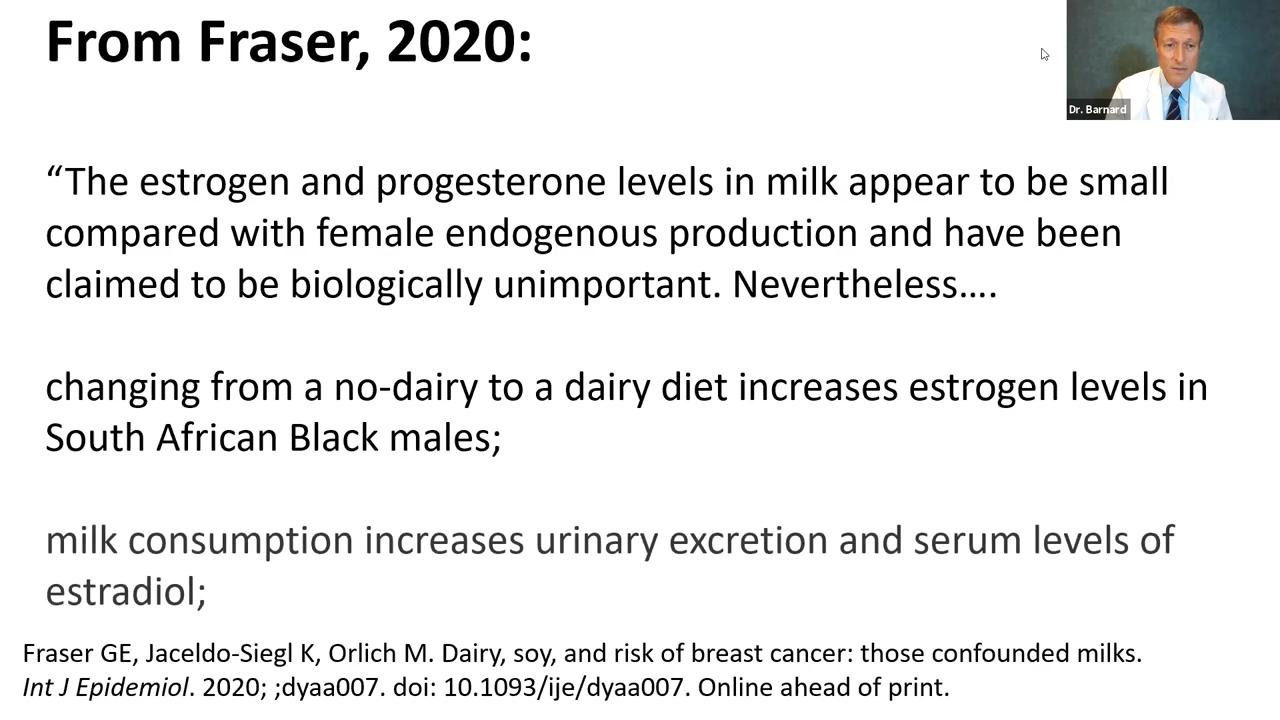 From Fraser, 2020:
Dr. Barnard
“The estrogen and progesterone levels in milk appear to be small
compared with female endogenous production and have been
claimed to be biologically unimportant. Nevertheless….
changing from a no-dairy to a dairy diet increases estrogen levels in
South African Black males;
milk consumption increases urinary excretion and serum levels of
estradiol;
Fraser GE, Jaceldo-Siegl K, Orlich M. Dairy, soy, and risk of breast cancer: those confounded milks.
Int J Epidemiol. 2020; ;dyaa007. doi: 10.1093/ije/dyaa007. Online ahead of print.